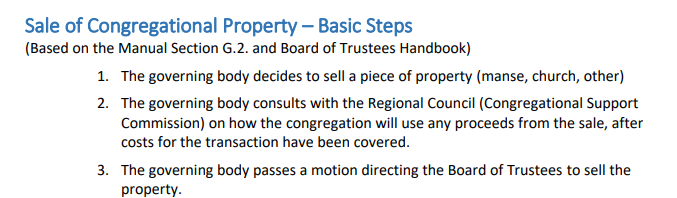 Sale of Congregational Property – Basic Steps
(Based on the Manual Section G.2. and Board of Trustees Handbook)
1. The governing body decides to sell a piece of property (manse, church, other)
2. The governing body consults with the Regional Council (Congregational Support
Commission) on how the congregation will use any proceeds from the sale, after
costs for the transaction have been covered.
3. The governing body passes a motion directing the Board of Trustees to sell the
property.